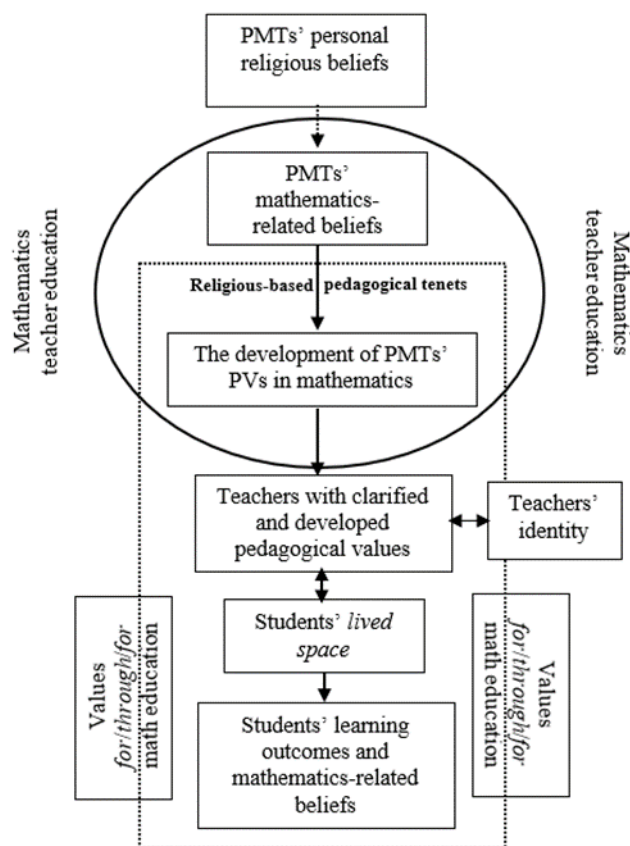 PMTs' personal
religious beliefs
PMTs'
mathematics-
related beliefs
Mathematics
teacher education
Mathematics
teacher education
Religious-based pedagogical tenets
The development of PMTs'
PVs in mathematics
Teachers with clarified
and developed
pedagogical values
Teachers'
identity
Students' lived
space
Values
for/through/for
math education
Values
for/through/for
math education
Students' learning
outcomes and
mathematics-related
beliefs